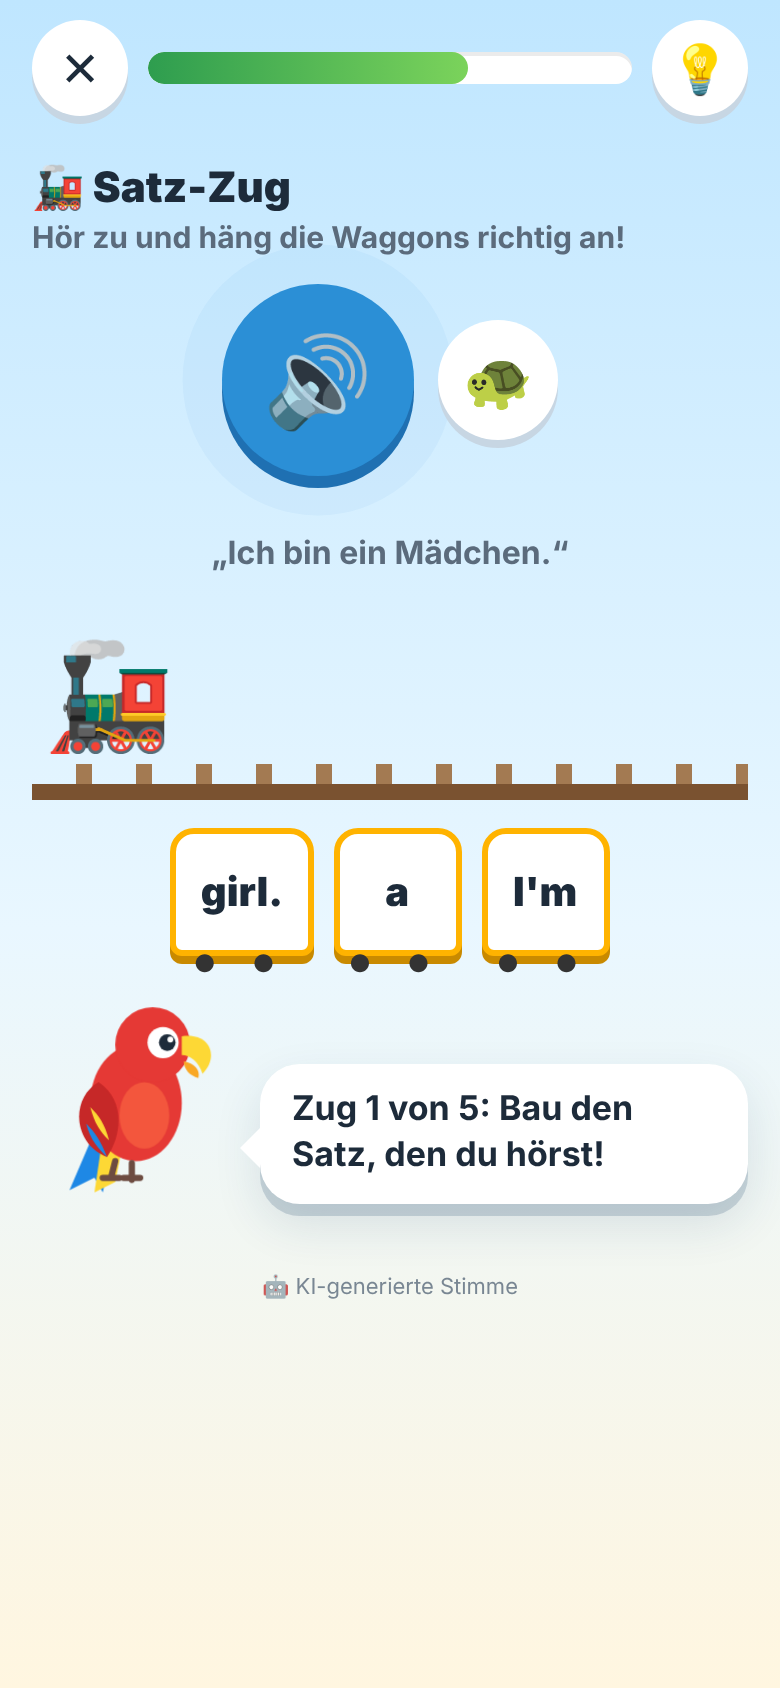 Satz-Zug
Hör zu und häng die Waggons richtig an!
„Ich bin ein Mädchen.“
girl. a I'm
Zug 1 von 5: Bau den
Satz, den du hörst!
KI-generierte Stimme